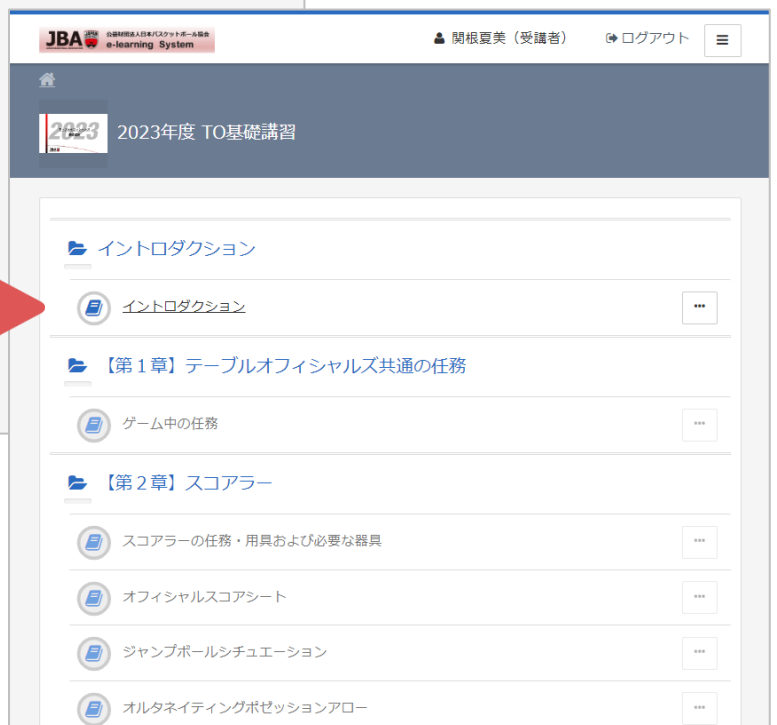 JBA 公益財団法人日本バスケットボール協会
e-learning System
関根夏美（受講者） ログアウト
2023
2023年度 TO基礎講習
イントロダクション
イントロダクション
【第１章】テーブルオフィシャルズ共通の任務
ゲーム中の任務
【第２章】スコアラー
スコアラーの任務・用具および必要な器具
オフィシャルスコアシート
ジャンプボールシチュエーション
オルタネイティングポゼッションアロー